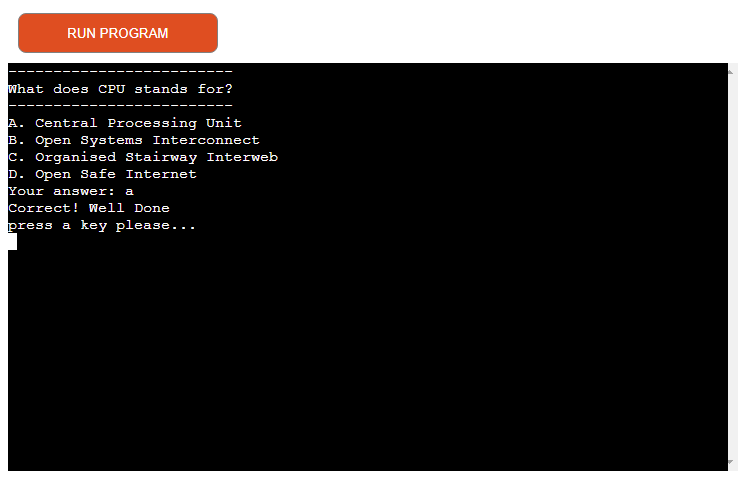 RUN PROGRAM
-------------------------
What does CPU stands for?
-------------------------
A. Central Processing Unit
B. Open Systems Interconnect
C. Organised Stairway Interweb
D. Open Safe Internet
Your answer: a
Correct! Well Done
press a key please...